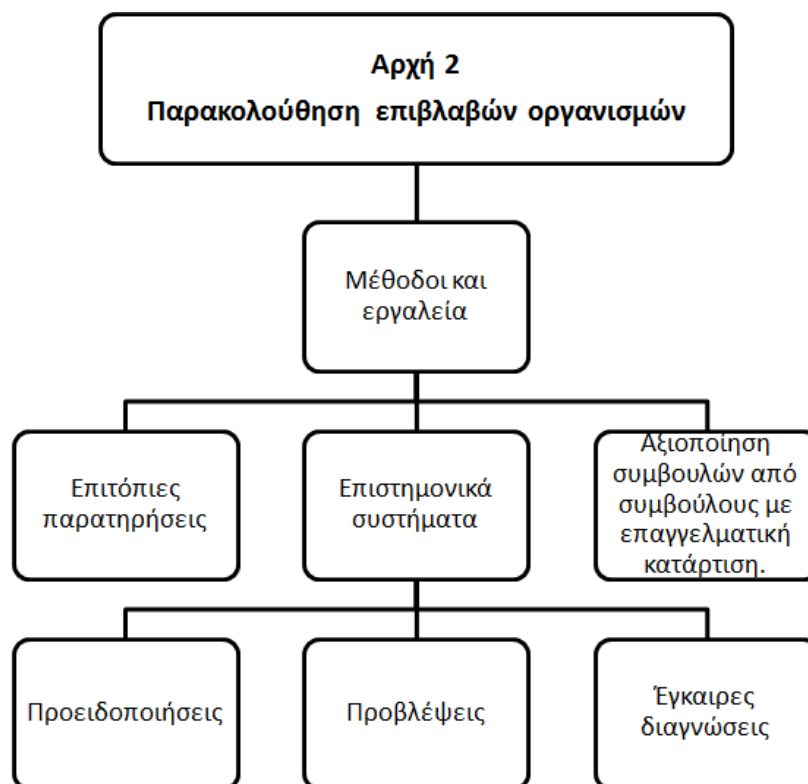 Αρχή 2
Παρακολούθηση επιβλαβών οργανισμών
Μέθοδοι και
εργαλεία
Επιτόπιες
παρατηρήσεις
Επιστημονικά
συστήματα
Αξιοποίηση
συμβουλών από
συμβούλους με
επαγγελματική
κατάρτιση.
Προειδοποιήσεις
Προβλέψεις
Έγκαιρες
διαγνώσεις